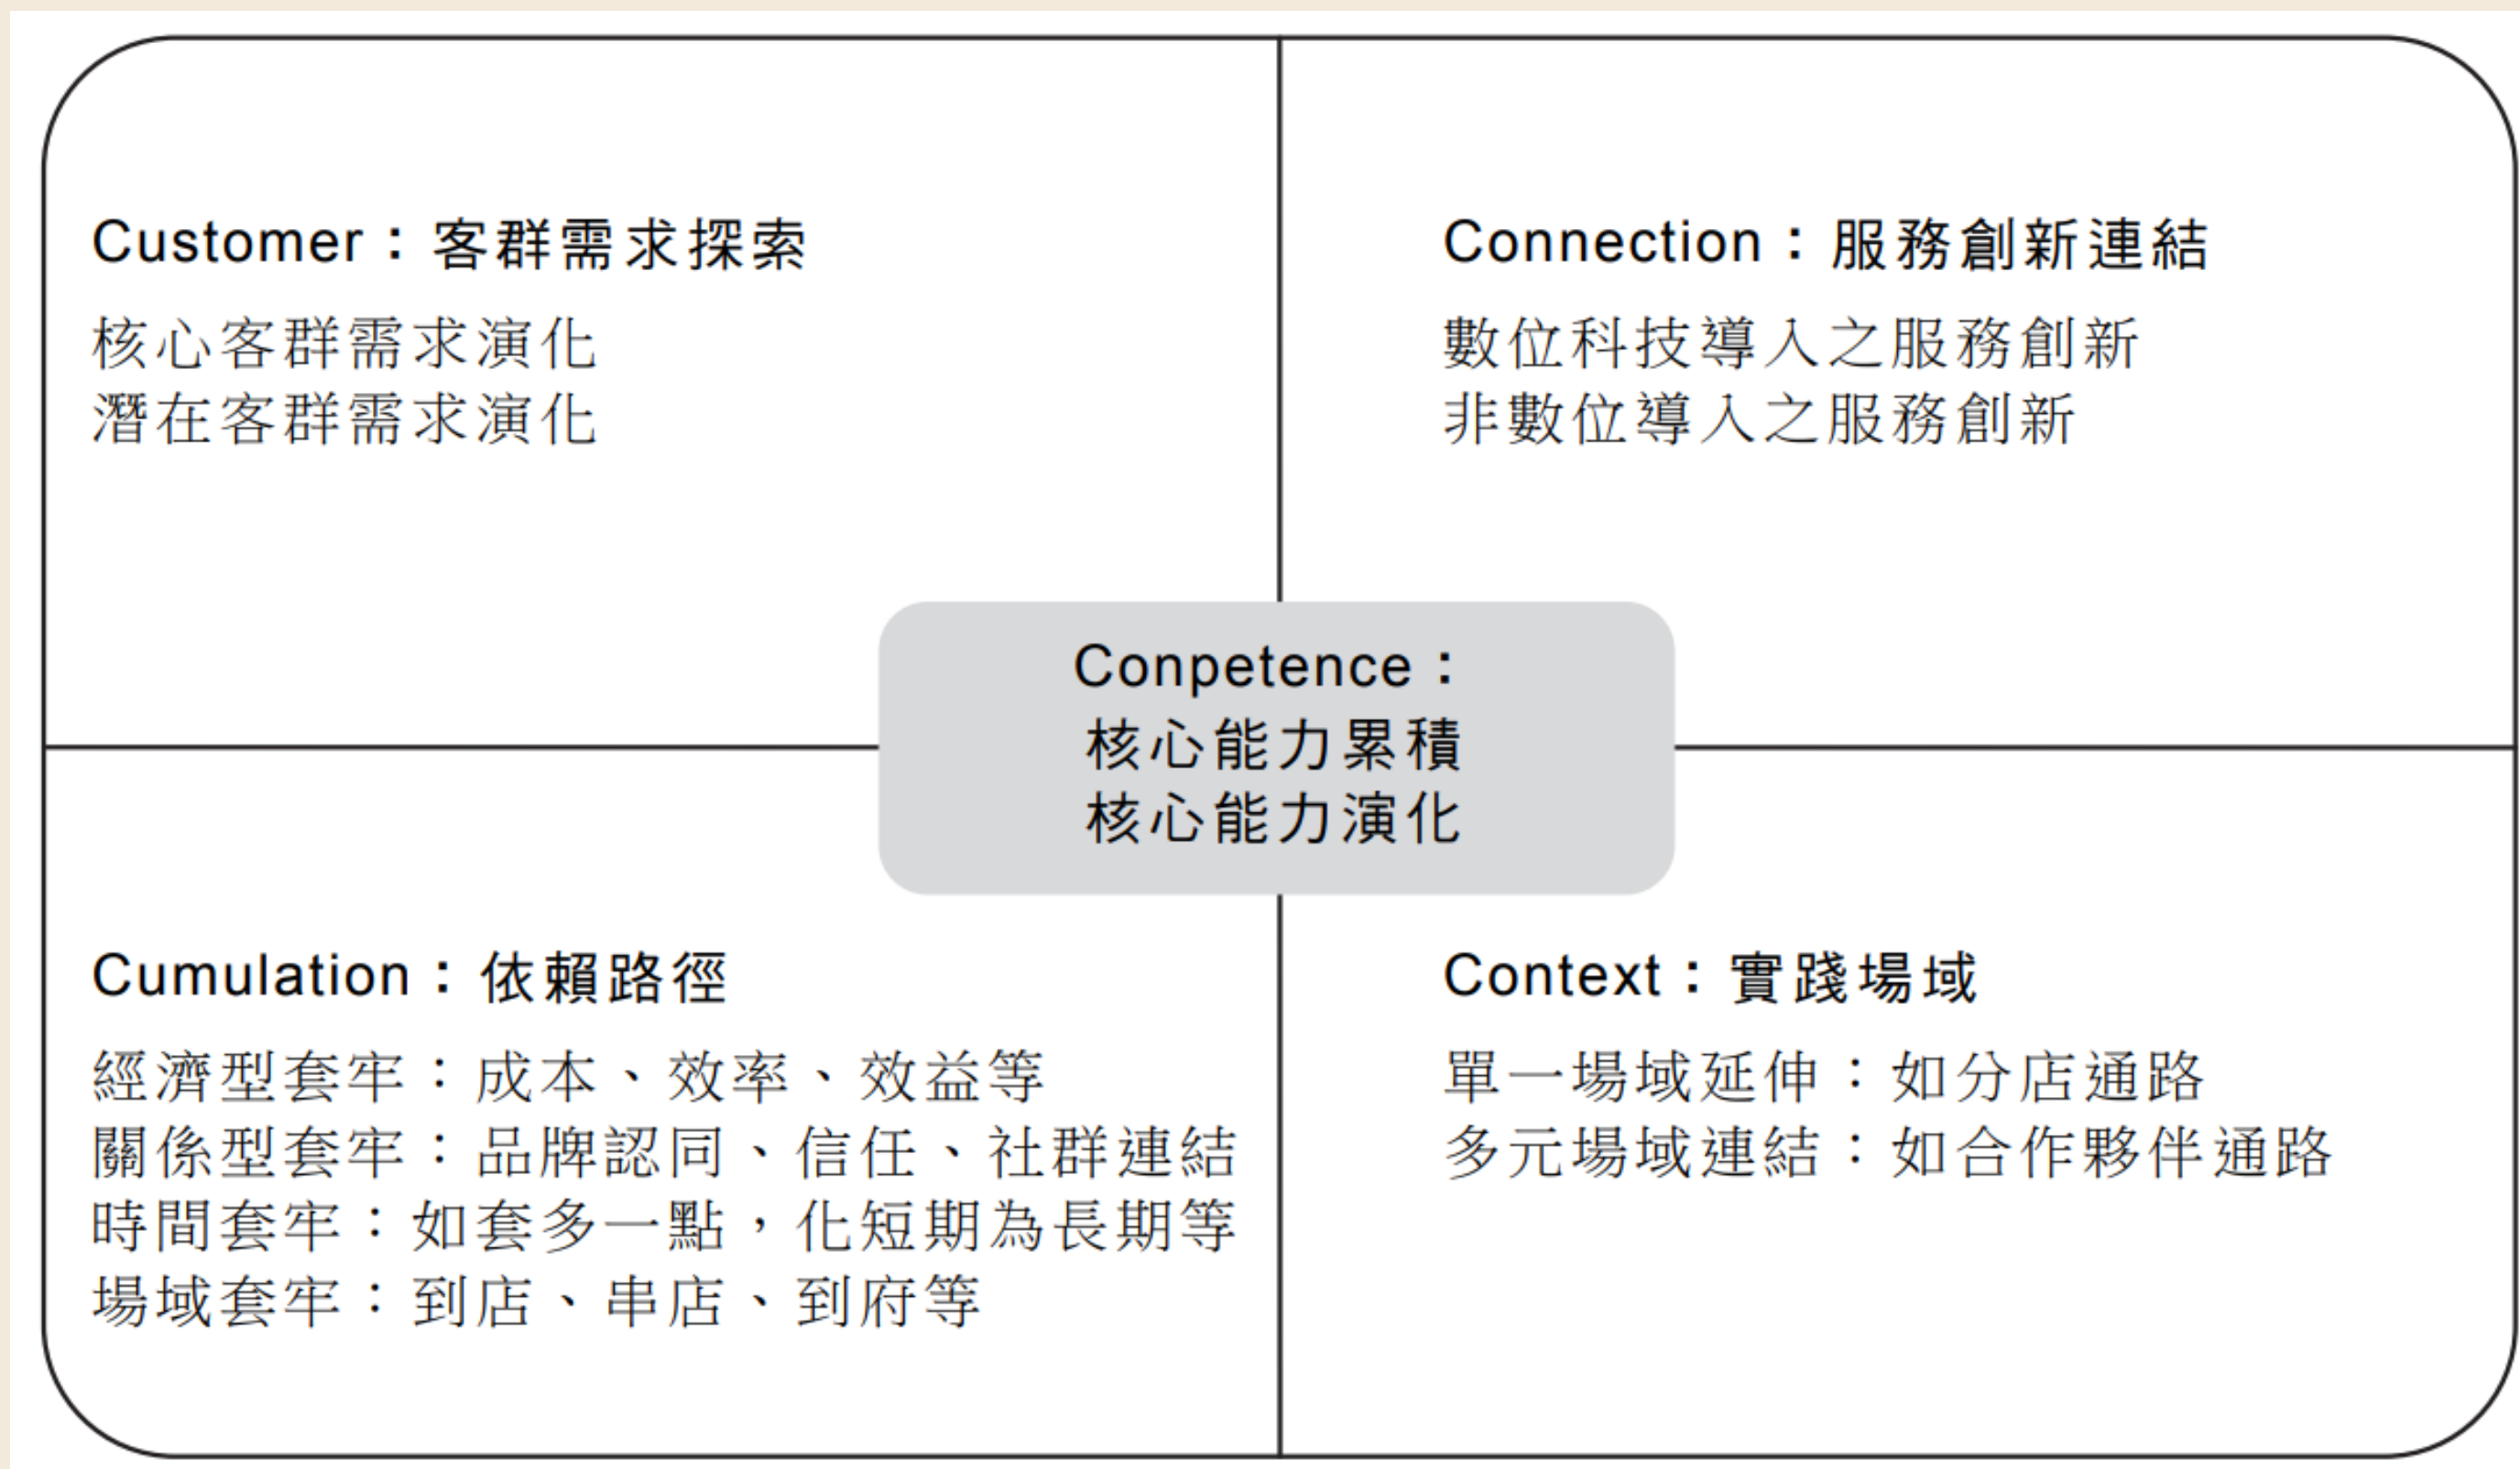 Customer：客群需求探索
核心客群需求演化
潛在客群需求演化
Connection：服務創新連結
數位科技導入之服務創新
非數位導入之服務創新
Conpetence：
核心能力累積
核心能力演化
Cumulation：依賴路徑
經濟型套牢：成本、效率、效益等
關係型套牢：品牌認同、信任、社群連結
時間套牢：如套多一點，化短期為長期等
場域套牢：到店、串店、到府等
Context：實踐場域
單一場域延伸：如分店通路
多元場域連結：如合作夥伴通路